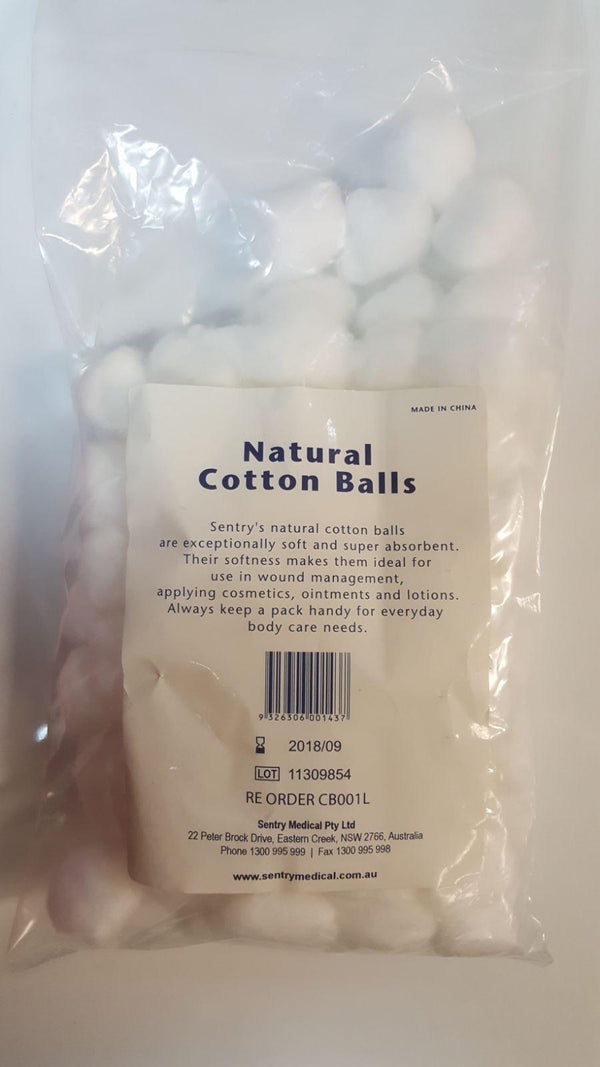 MADE IN CHINA
Natural
Cotton Balls
Sentry's natural cotton balls
are exceptionally soft and super absorbent.
Their softness makes them ideal for
use in wound management,
applying cosmetics, ointments and lotions.
Always keep a pack handy for everyday
body care needs.
9 326306 001437
2018/09
LOT 11309854
RE ORDER CB001L
Sentry Medical Pty Ltd
22 Peter Brock Drive, Eastern Creek, NSW 2766, Australia
Phone 1300 995 999 | Fax 1300 995 998
www.sentrymedical.com.au